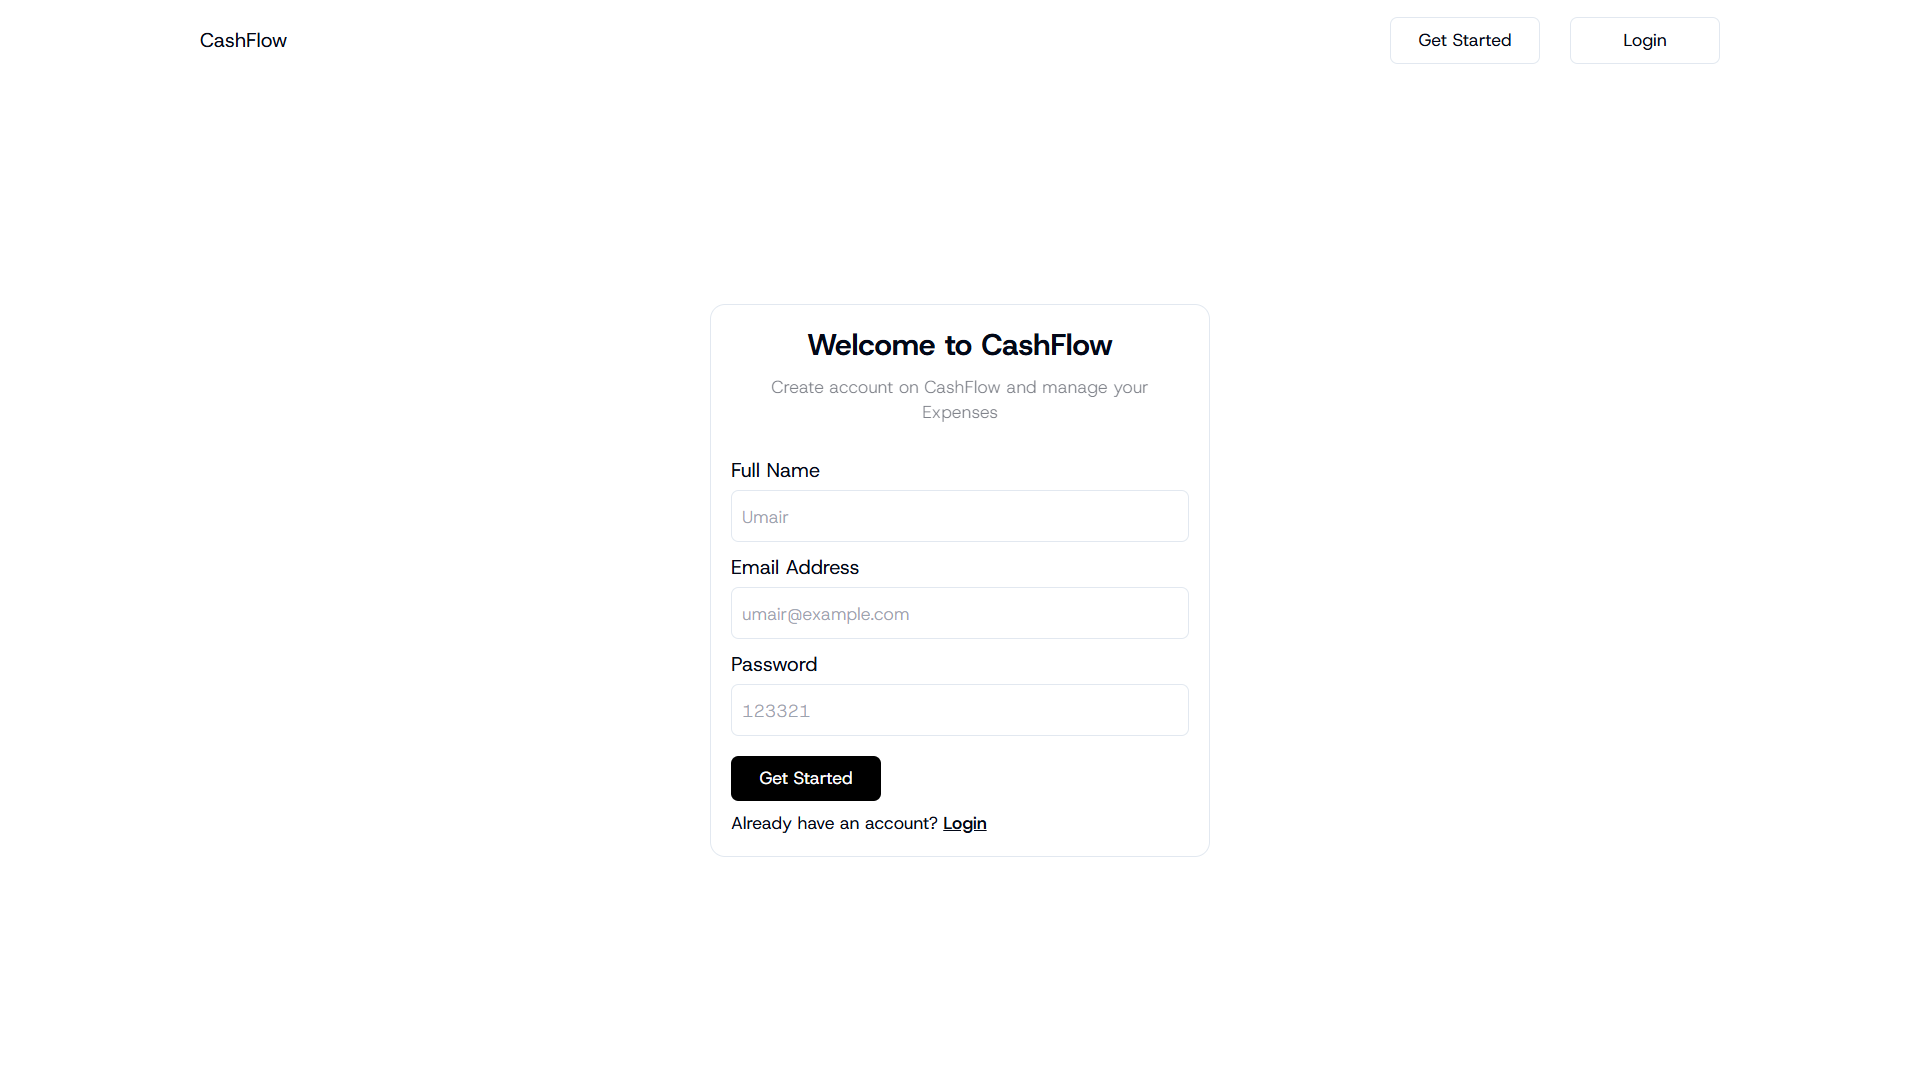 CashFlow
Get Started
Login
Welcome to CashFlow
Create account on CashFlow and manage your
Expenses
Full Name
Umair
Email Address
umair@example.com
Password
123321
Get Started
Already have an account? Login